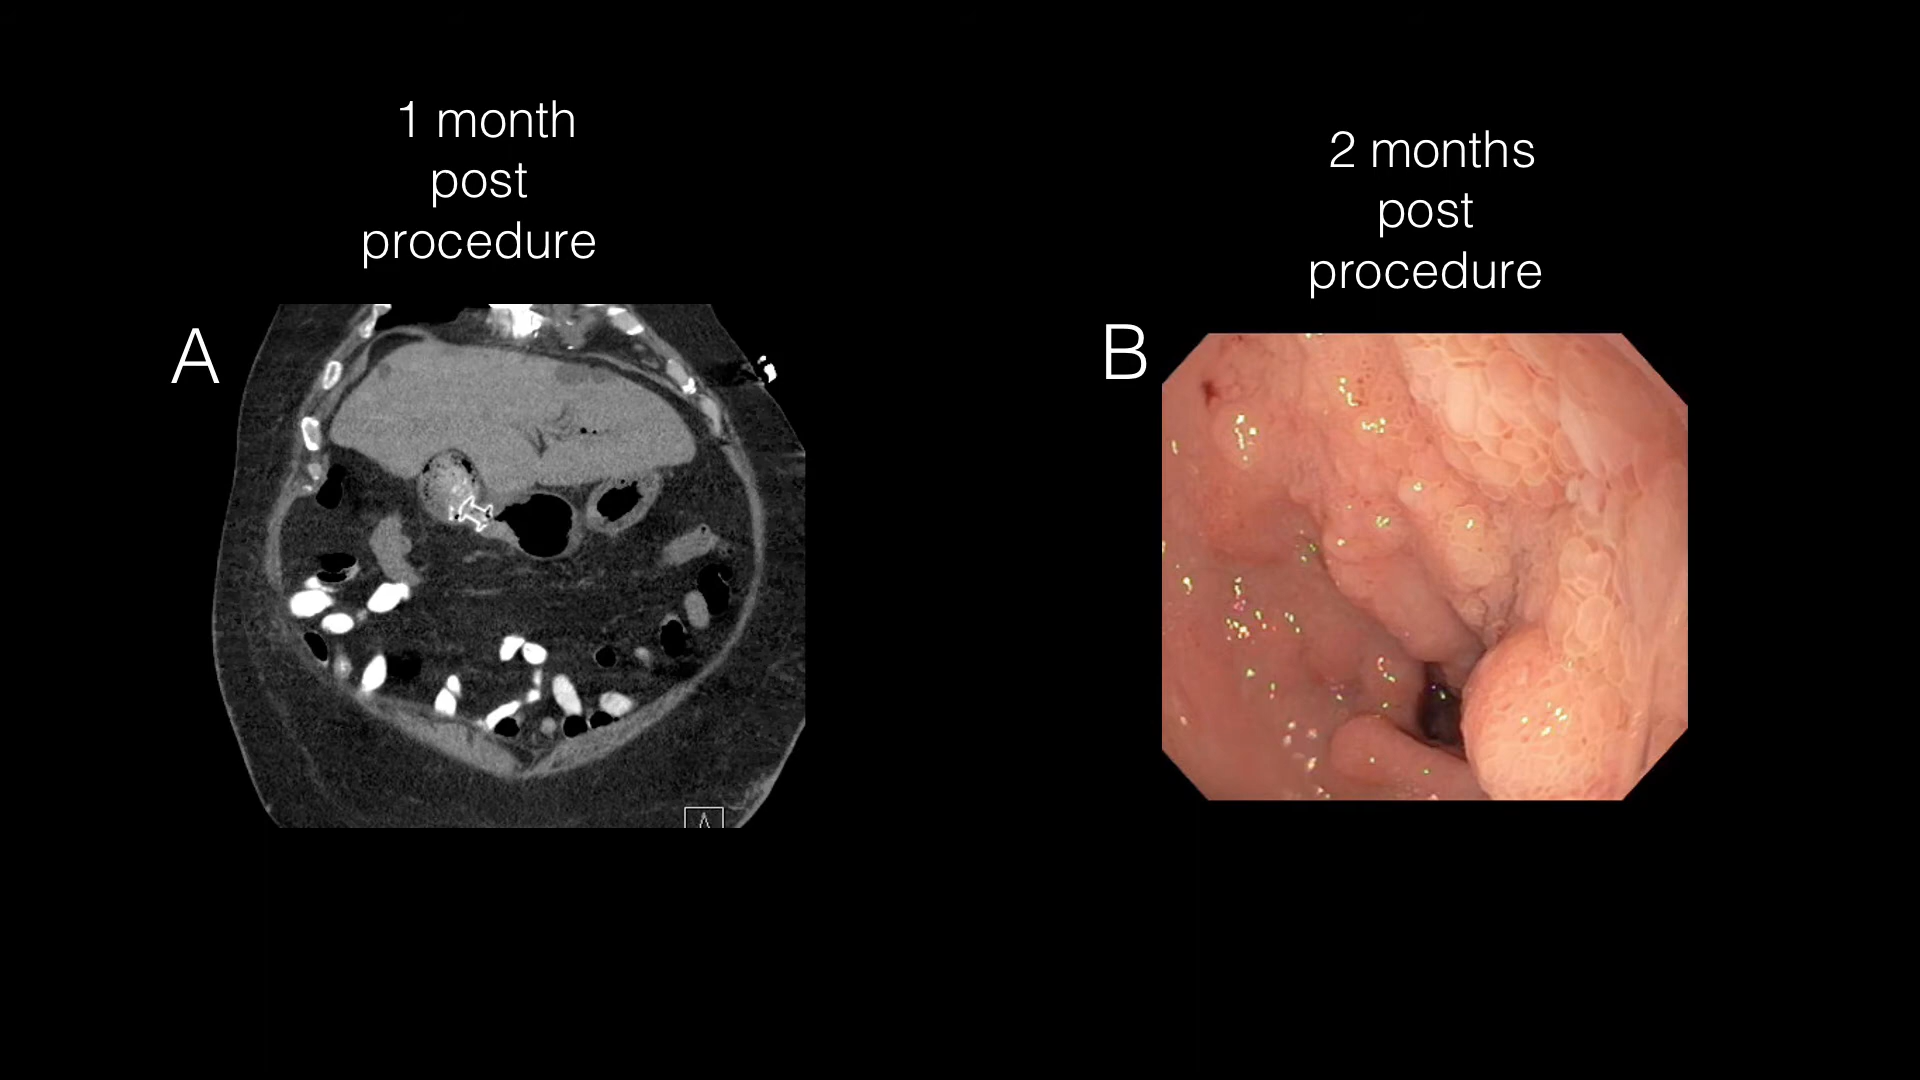 1 month
post
procedure
A
2 months
post
procedure
B
A